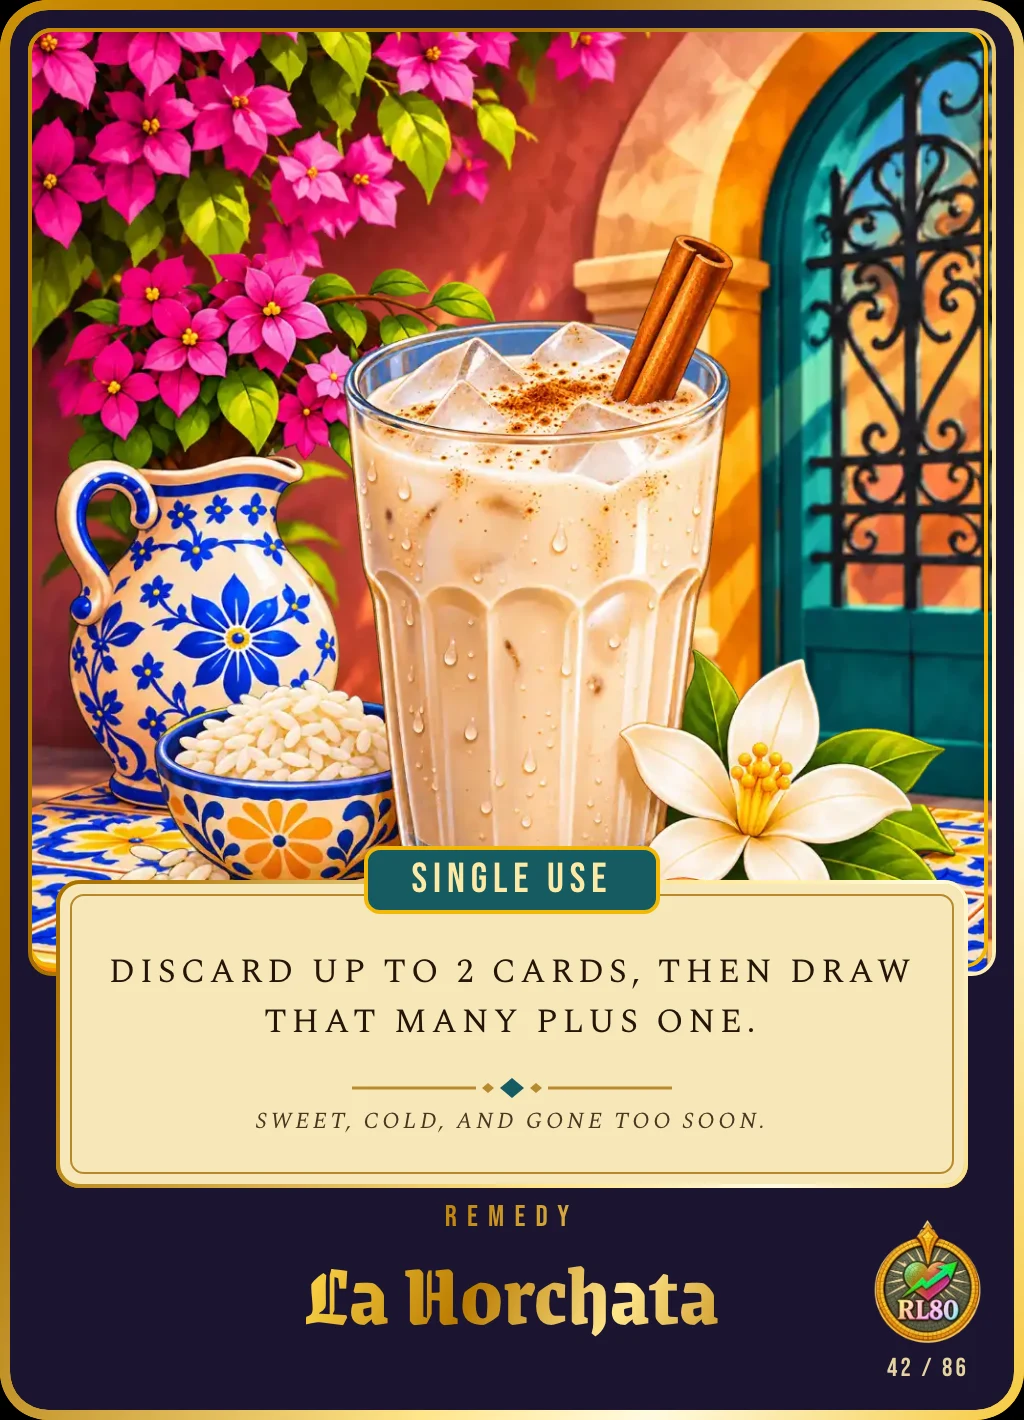 SINGLE USE
DISCARD UP TO 2 CARDS, THEN DRAW
THAT MANY PLUS ONE.
SWEET, COLD, AND GONE TOO SOON.
REMEDY
La Horchata
RL80
42 / 86